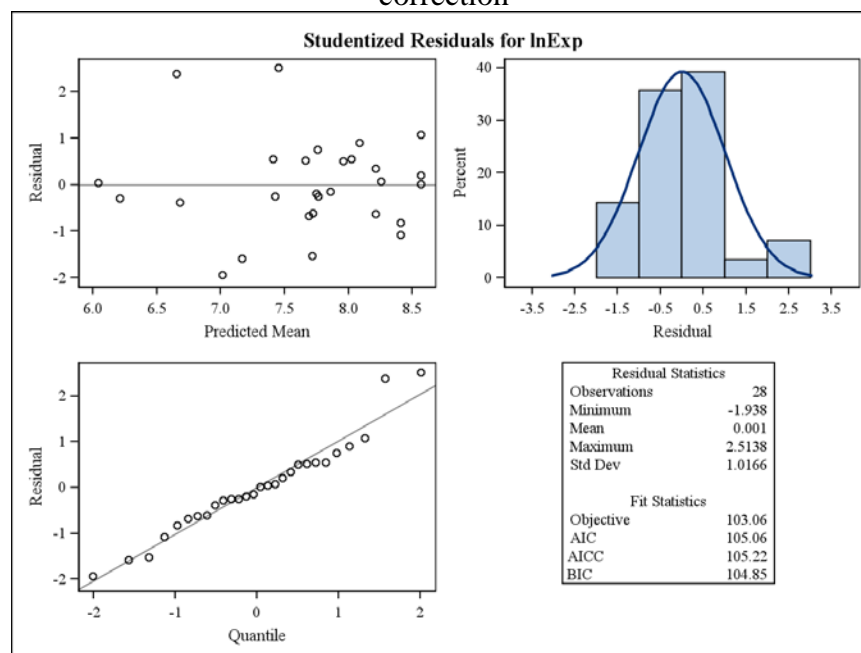 correction
Studentized Residuals for lnExp
2
1
0
-1
-2
Residual
6.0 6.5 7.0 7.5 8.0 8.5
Predicted Mean
40
30
20
10
0
Percent
-3.5 -2.5 -1.5 -0.5 0.5 1.5 2.5 3.5
Residual
2
1
0
-1
-2
Residual
-2 -1 0 1 2
Quantile
Residual Statistics
Observations 28
Minimum -1.938
Mean 0.001
Maximum 2.5138
Std Dev 1.0166
Fit Statistics
Objective 103.06
AIC 105.06
AICC 105.22
BIC 104.85